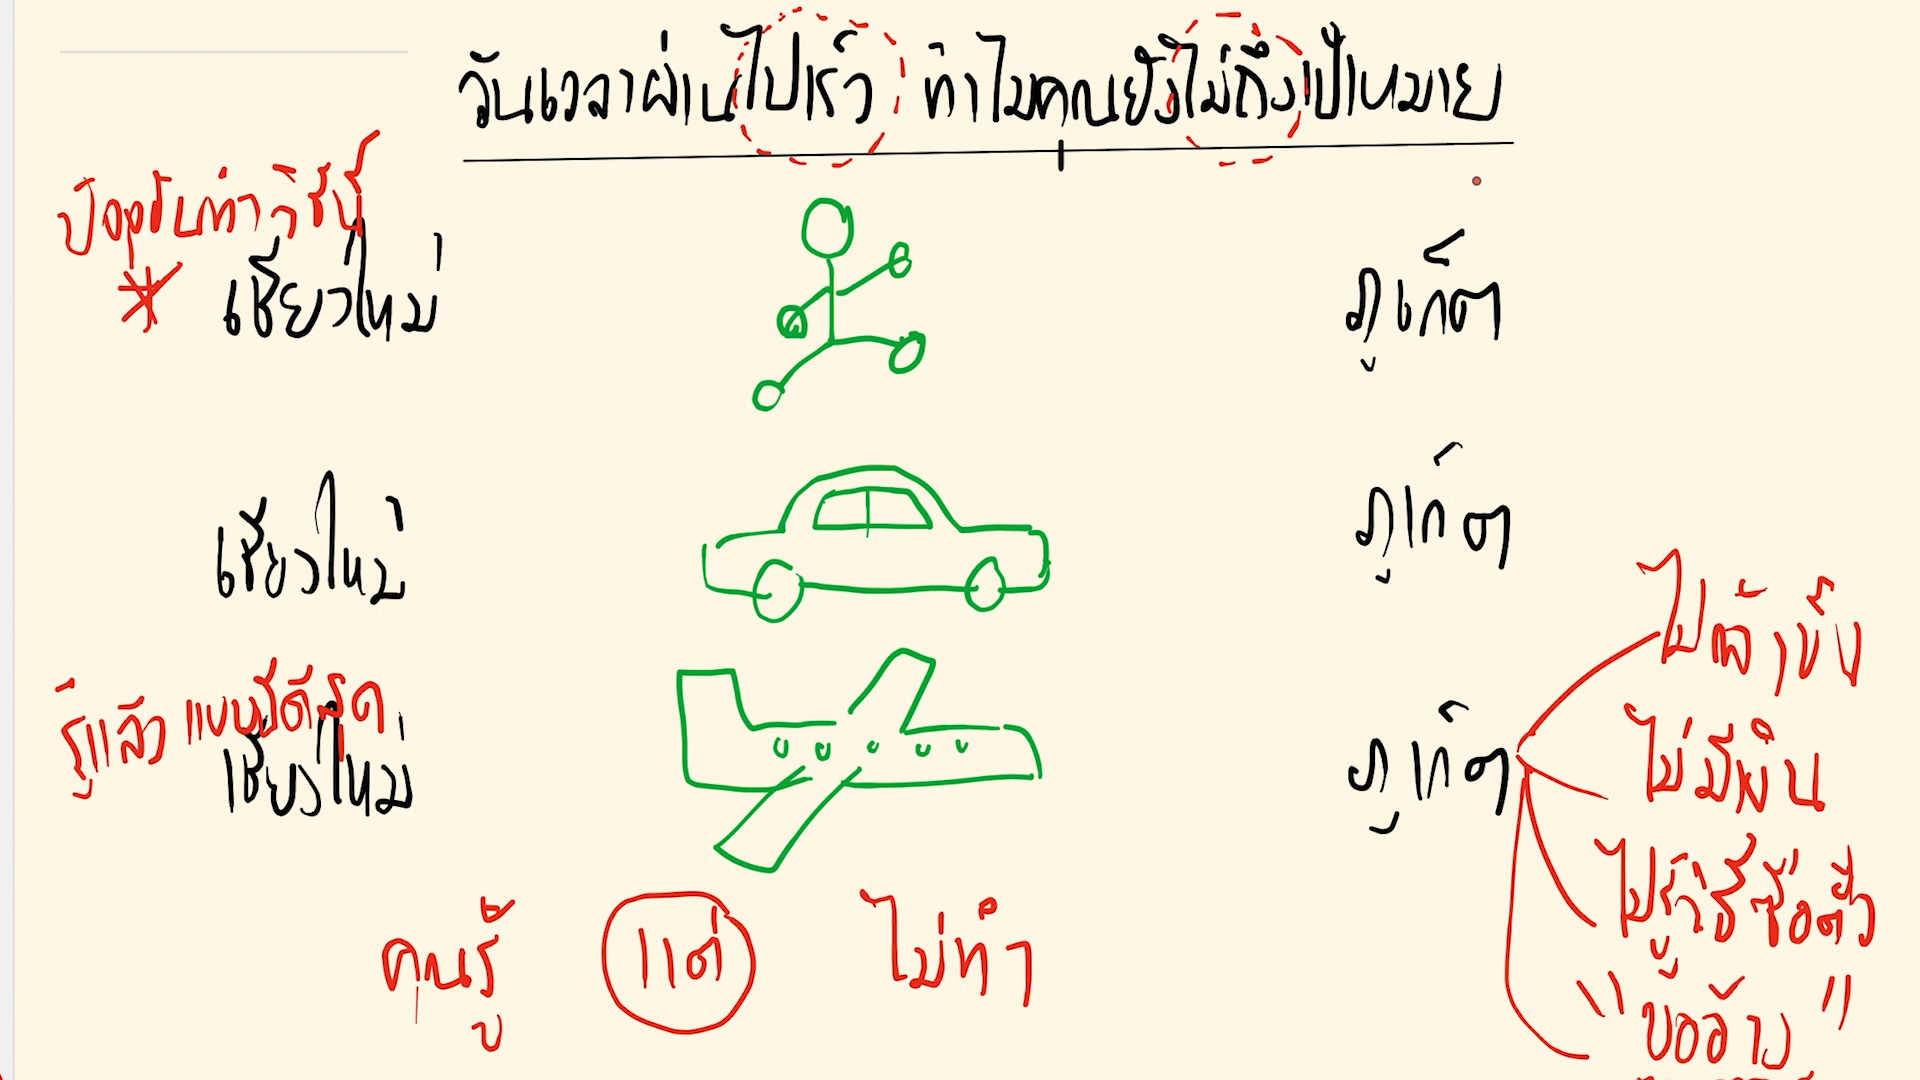 วันเวลาผ่านไปเร็ว ทำไมคุณยังไม่ถึงเป้าหมาย
ปัจจุบันทำวิธีนี้
เชียงใหม่ ภูเก็ต
เชียงใหม่ ภูเก็ต
รู้แล้ว แบบนี้ดีสุด
เชียงใหม่ ภูเก็ต
ไม่กล้าขึ้น
ไม่มีเงิน
ไม่รู้วิธีซื้อตั๋ว
"ข้ออ้าง"
คุณรู้ แต่ ไม่ทำ